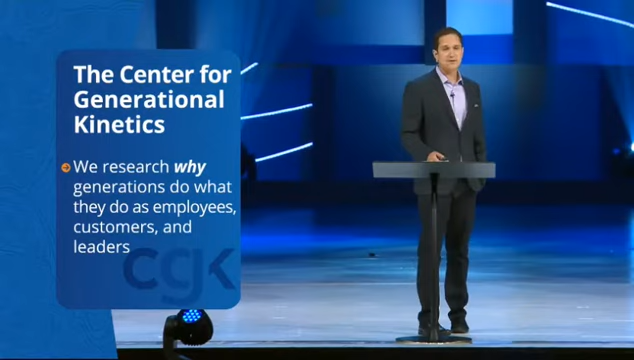 The Center for
Generational
Kinetics
We research why
generations do what
they do as employees,
customers, and
leaders
cgk